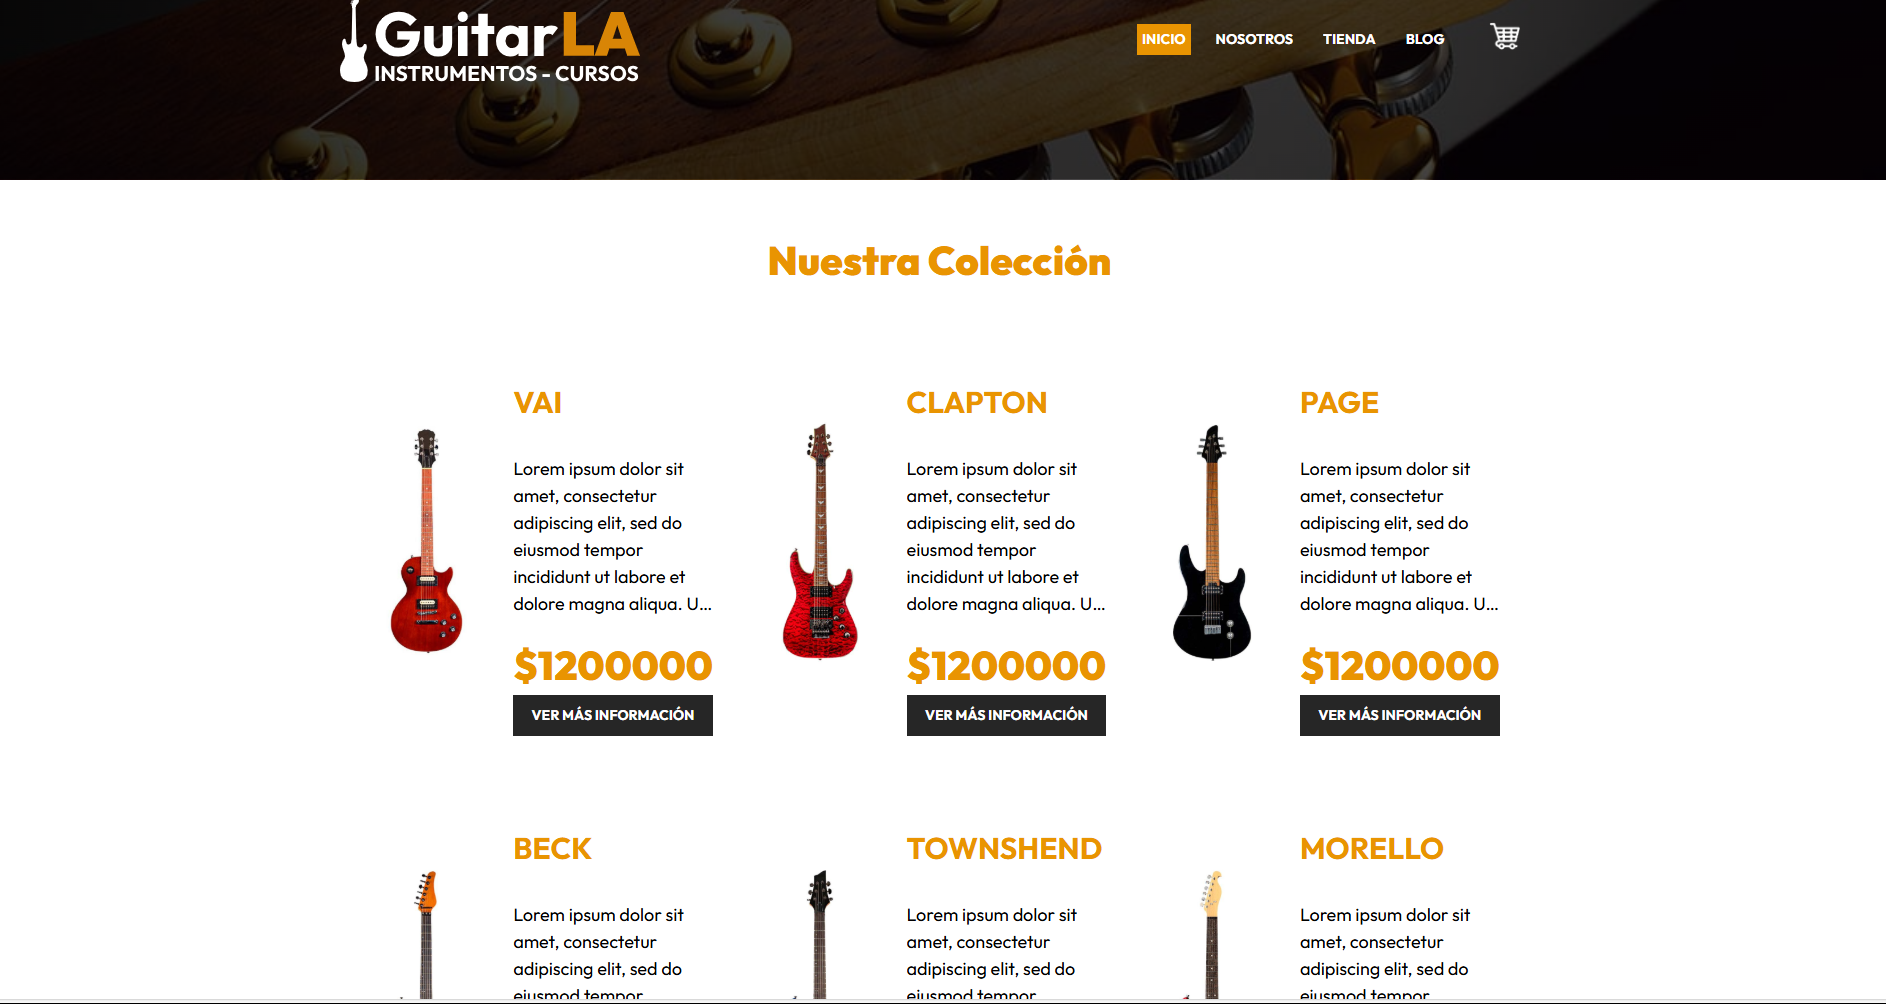 GuitarLA
INSTRUMENTOS - CURSOS
INICIO NOSOTROS TIENDA BLOG
Nuestra Colección
VAI
Lorem ipsum dolor sit
amet, consectetur
adipiscing elit, sed do
eiusmod tempor
incididunt ut labore et
dolore magna aliqua. U...
$1200000
VER MÁS INFORMACIÓN
CLAPTON
Lorem ipsum dolor sit
amet, consectetur
adipiscing elit, sed do
eiusmod tempor
incididunt ut labore et
dolore magna aliqua. U...
$1200000
VER MÁS INFORMACIÓN
PAGE
Lorem ipsum dolor sit
amet, consectetur
adipiscing elit, sed do
eiusmod tempor
incididunt ut labore et
dolore magna aliqua. U...
$1200000
VER MÁS INFORMACIÓN
BECK
Lorem ipsum dolor sit
amet, consectetur
adipiscing elit, sed do
eiusmod tempor
TOWNSHEND
Lorem ipsum dolor sit
amet, consectetur
adipiscing elit, sed do
eiusmod tempor
MORELLO
Lorem ipsum dolor sit
amet, consectetur
adipiscing elit, sed do
eiusmod tempor